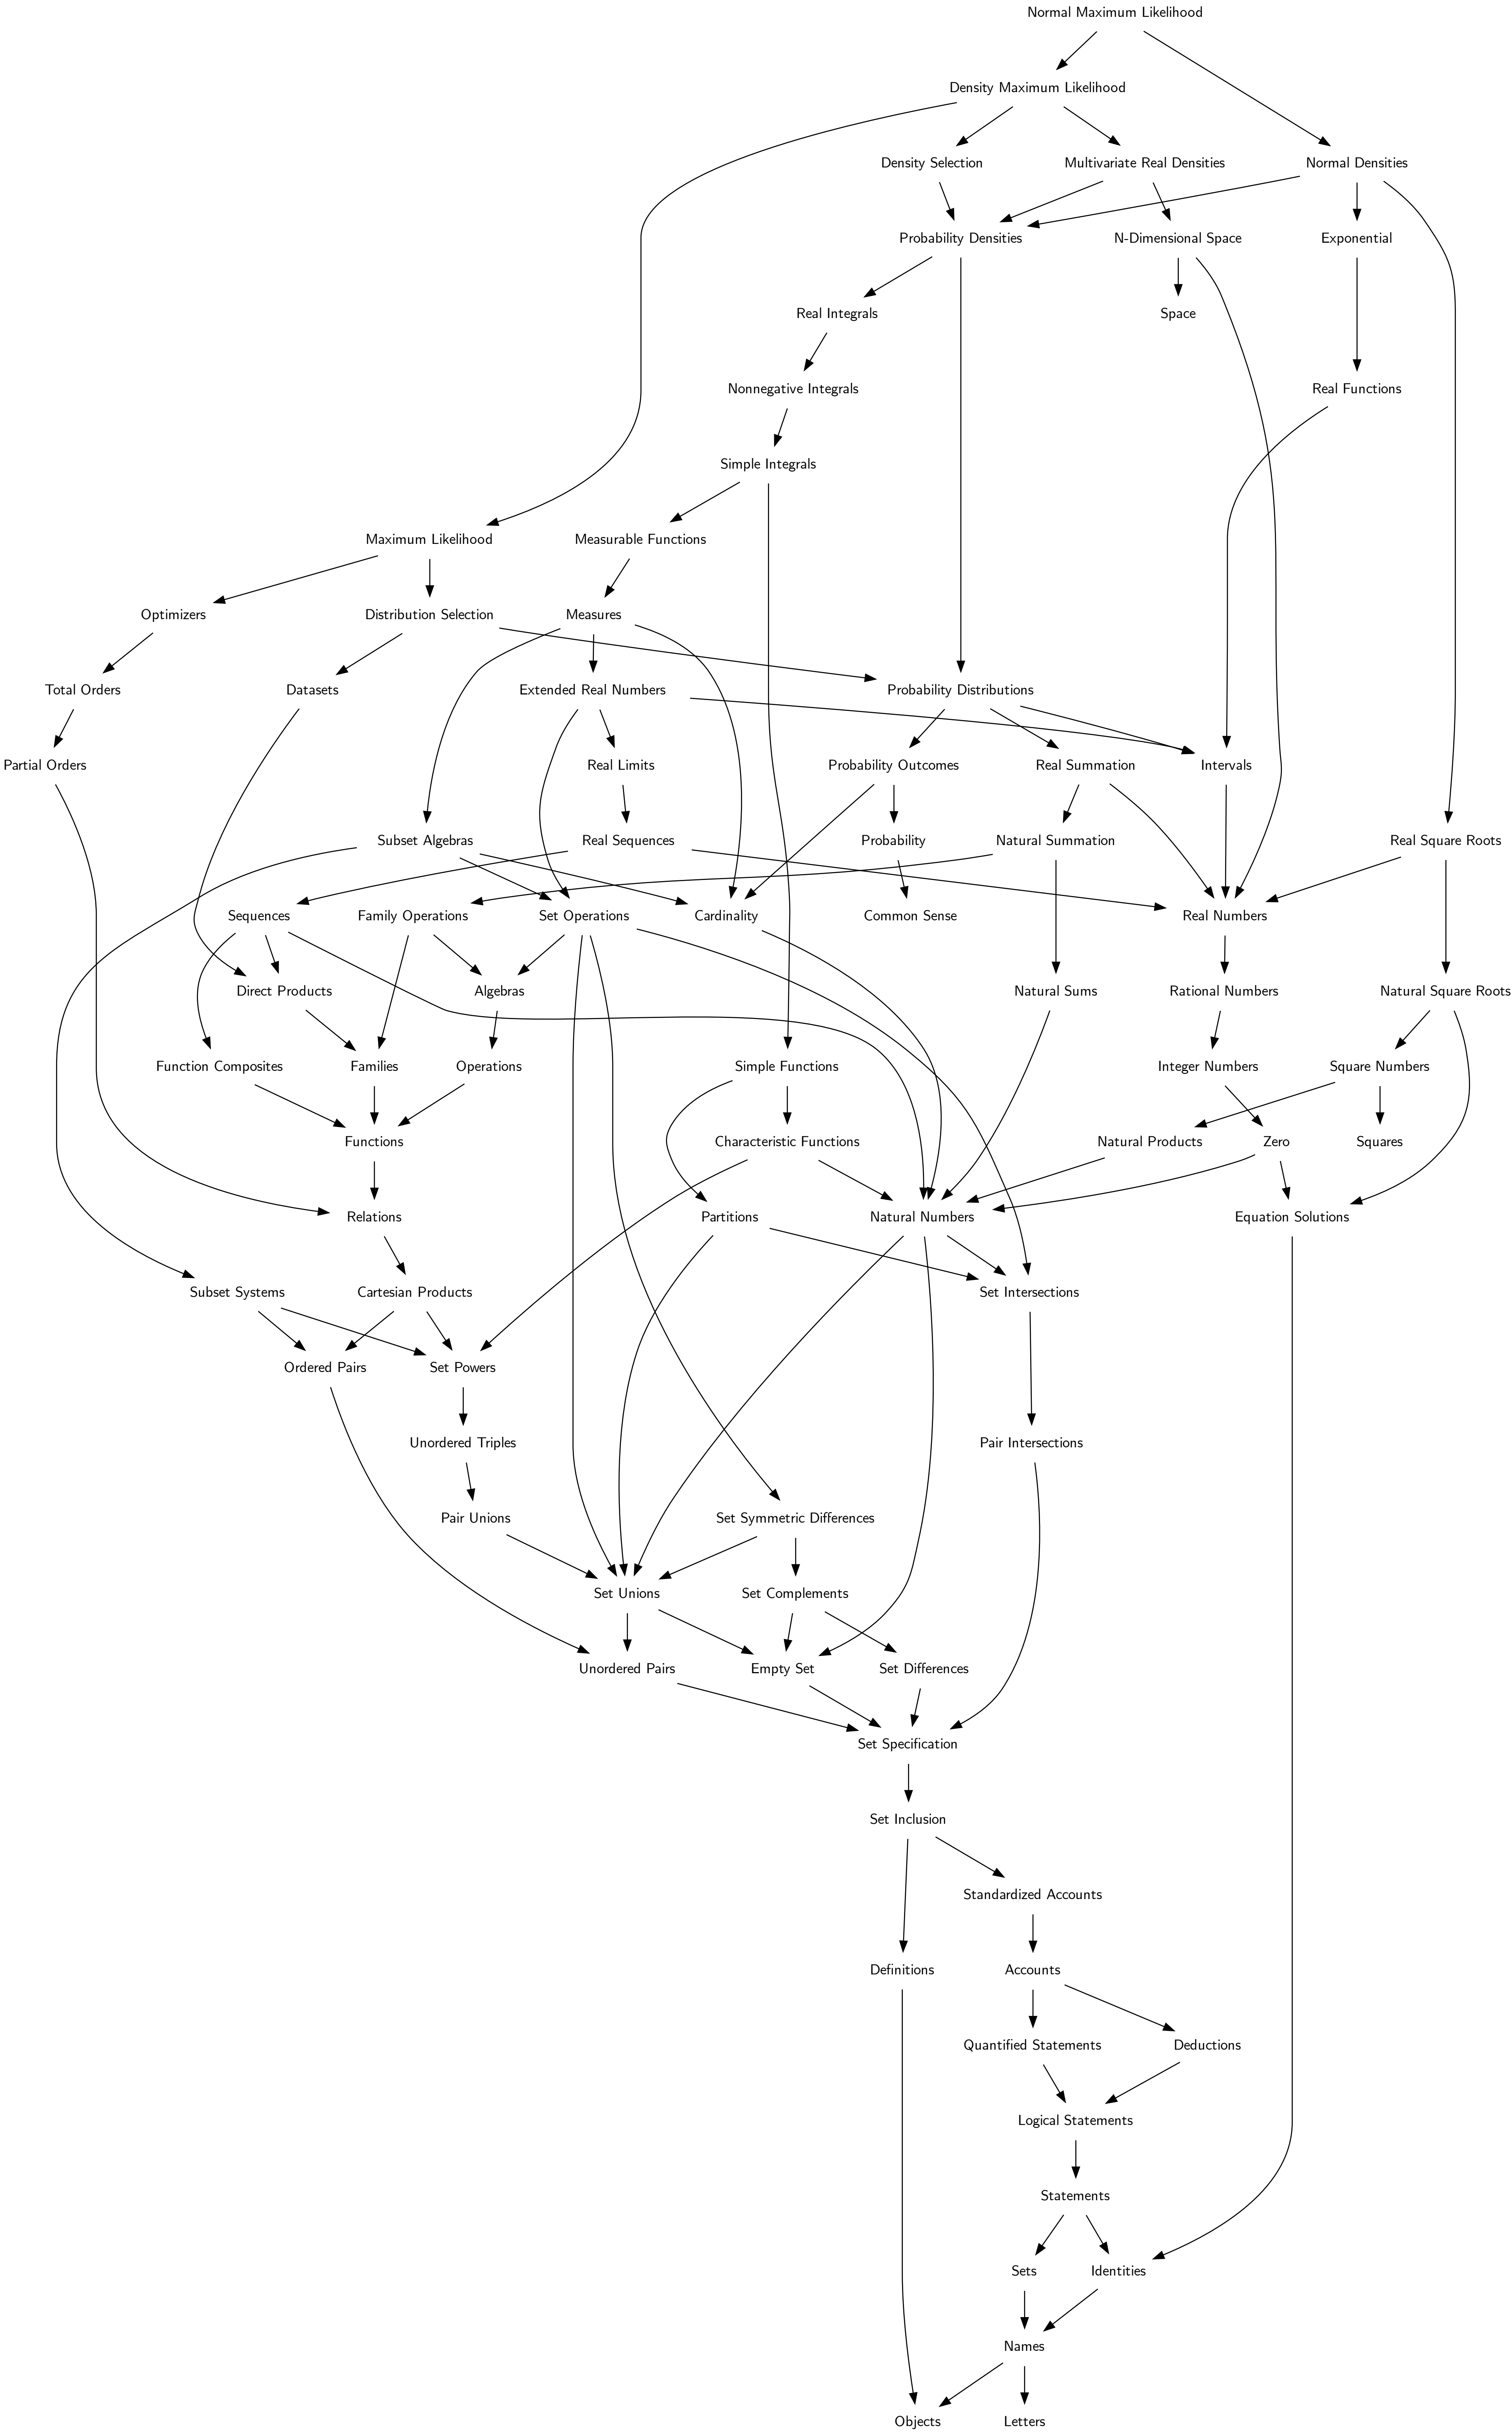 Normal Maximum Likelihood
Density Maximum Likelihood
Density Selection
Multivariate Real Densities
Normal Densities
Probability Densities
N-Dimensional Space
Exponential
Real Integrals
Space
Nonnegative Integrals
Real Functions
Simple Integrals
Maximum Likelihood
Measurable Functions
Optimizers
Distribution Selection
Measures
Total Orders
Datasets
Extended Real Numbers
Probability Distributions
Partial Orders
Real Limits
Probability Outcomes
Real Summation
Intervals
Subset Algebras
Real Sequences
Probability
Natural Summation
Real Square Roots
Sequences
Family Operations
Set Operations
Cardinality
Common Sense
Real Numbers
Direct Products
Algebras
Natural Sums
Rational Numbers
Natural Square Roots
Function Composites
Families
Operations
Simple Functions
Integer Numbers
Square Numbers
Functions
Characteristic Functions
Natural Products
Zero
Squares
Relations
Partitions
Natural Numbers
Equation Solutions
Subset Systems
Cartesian Products
Set Intersections
Ordered Pairs
Set Powers
Unordered Triples
Pair Intersections
Pair Unions
Set Symmetric Differences
Set Unions
Set Complements
Unordered Pairs
Empty Set
Set Differences
Set Specification
Set Inclusion
Standardized Accounts
Definitions
Accounts
Quantified Statements
Deductions
Logical Statements
Statements
Sets
Identities
Names
Objects
Letters